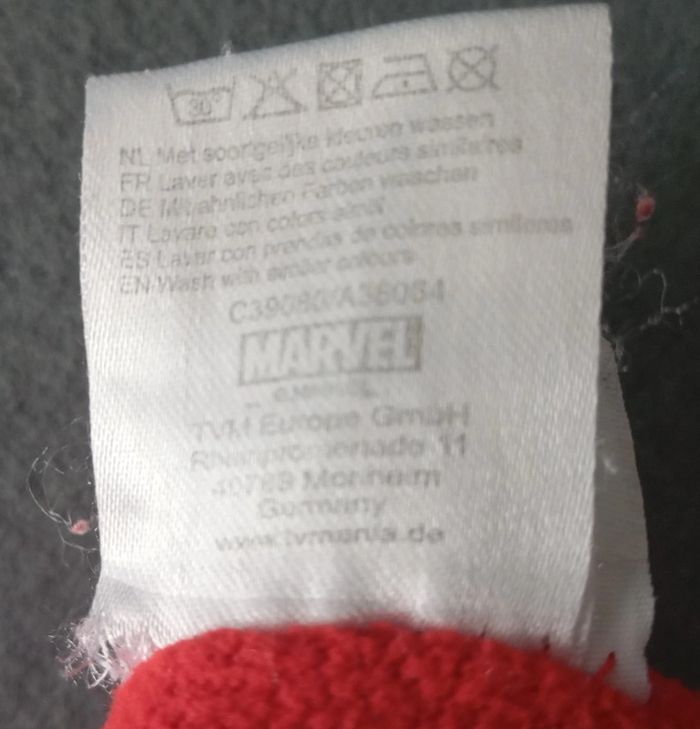 30°
NL Met soortgelijke kleuren wassen
FR Laver avec des couleurs similaires
DE Mit ähnlichen Farben waschen
IT Lavare con colori simili
ES Lavar con prendas de colores similares
EN Wash with similar colours
MARVEL
© MARVEL
TVM Europe GmbH
Rheinpromenade 11
40789 Monheim
Germany
www.tvmania.de